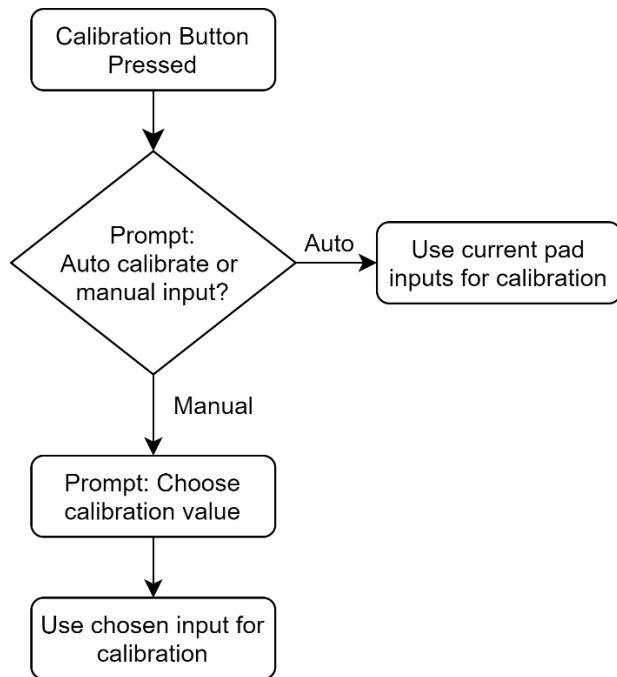 Calibration Button
Pressed
Prompt:
Auto calibrate or
manual input?
Auto
Use current pad
inputs for calibration
Manual
Prompt: Choose
calibration value
Use chosen input for
calibration